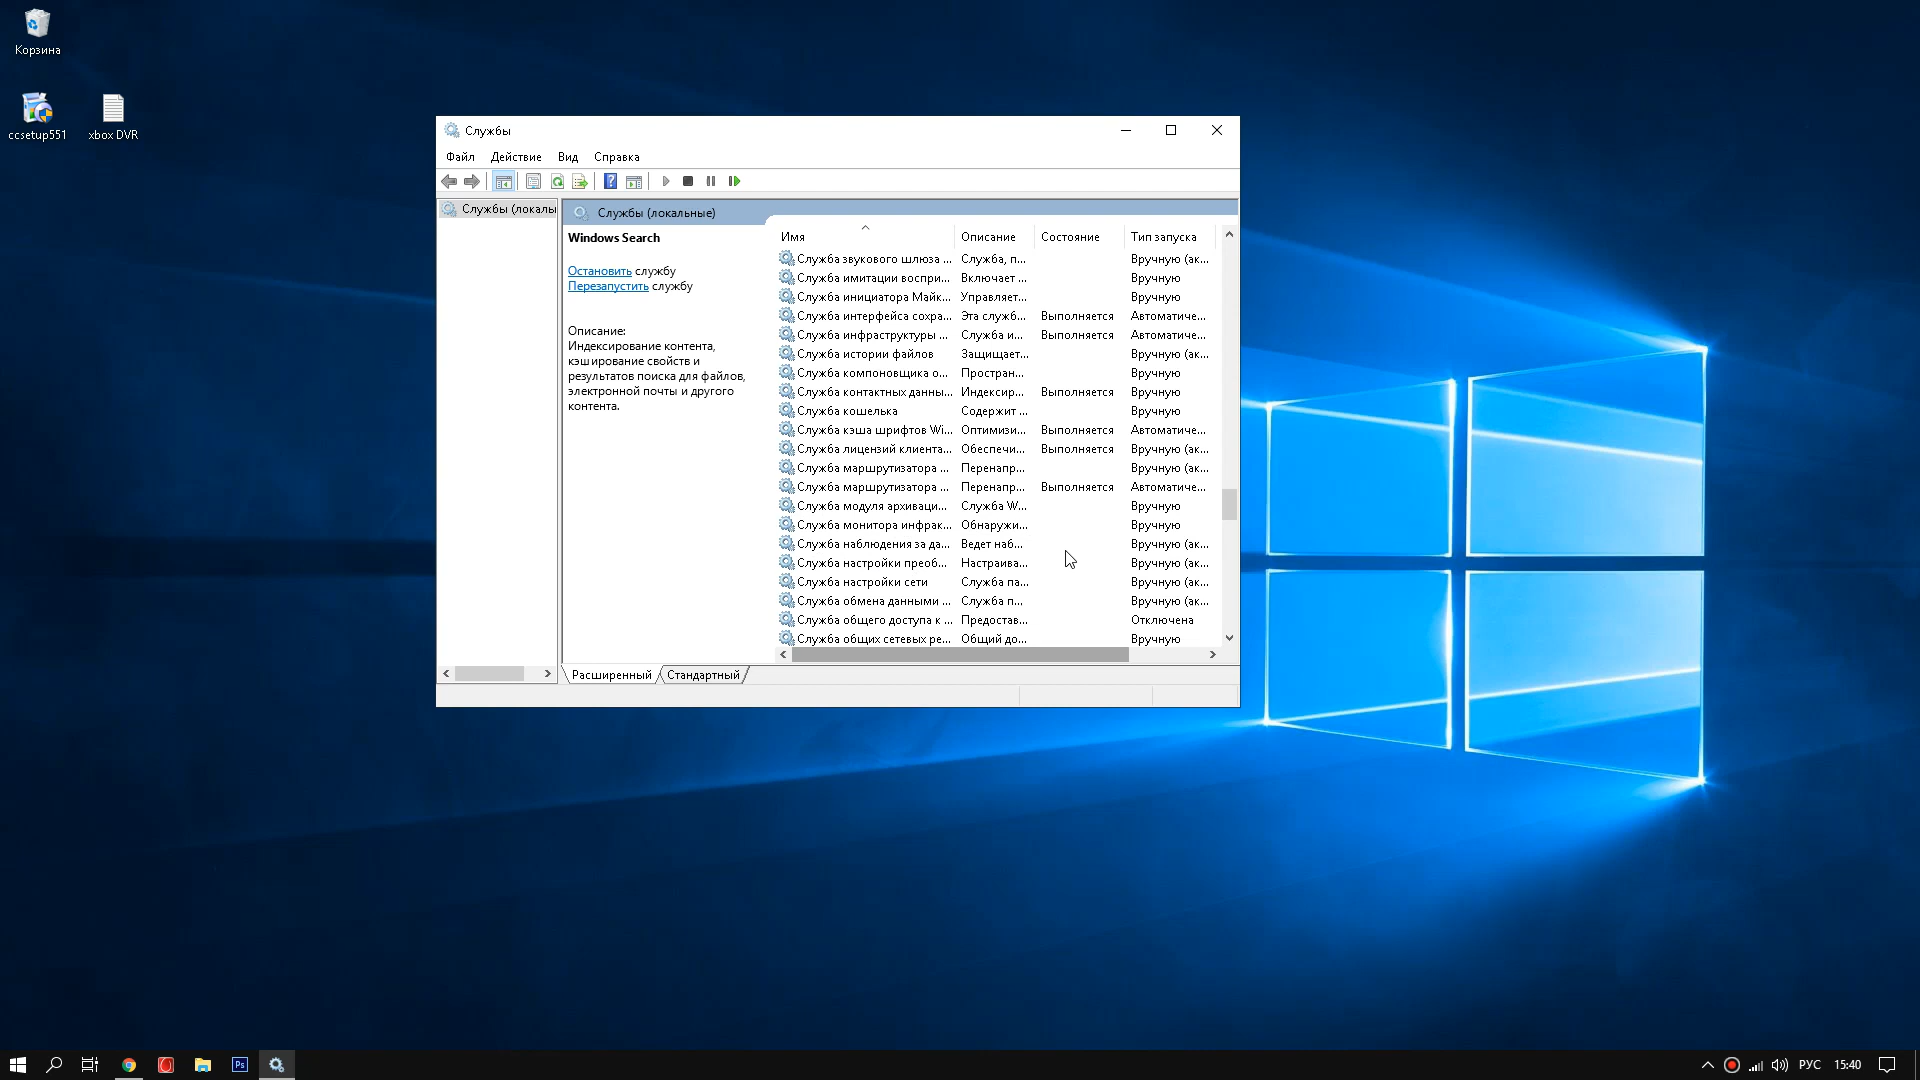 Корзина
ccsetup551
xbox DVR
Службы
Файл Действие Вид Справка
Службы (локалы
Службы (локальные)
Windows Search
Остановить службу
Перезапустить службу
Описание:
Индексирование контента,
кэширование свойств и
результатов поиска для файлов,
электронной почты и другого
контента.
Имя Описание Состояние Тип запуска
Служба звукового шлюза ... Служба, п... Вручную (ак...
Служба имитации воспри... Включает ... Вручную
Служба инициатора Майк... Управляет... Вручную
Служба интерфейса сохра... Эта служб... Выполняется Автоматиче...
Служба инфраструктуры ... Служба и... Выполняется Автоматиче...
Служба истории файлов Защищает... Вручную (ак...
Служба компоновщика о... Простран... Вручную
Служба контактных данны... Индексир... Выполняется Вручную
Служба кошелька Содержит ... Вручную
Служба кэша шрифтов Wi... Оптимизи... Выполняется Автоматиче...
Служба лицензий клиента... Обеспечи... Выполняется Вручную (ак...
Служба маршрутизатора ... Перенапр... Вручную (ак...
Служба маршрутизатора ... Перенапр... Выполняется Автоматиче...
Служба модуля архиваци... Служба W... Вручную
Служба монитора инфрак... Обнаружи... Вручную
Служба наблюдения за да... Ведет наб... Вручную (ак...
Служба настройки преоб... Настраива... Вручную (ак...
Служба настройки сети Служба па... Вручную (ак...
Служба обмена данными ... Служба п... Вручную (ак...
Служба общего доступа к ... Предостав... Отключена
Служба общих сетевых ре... Общий до... Вручную
Расширенный Стандартный
Ps
РУС 15:40